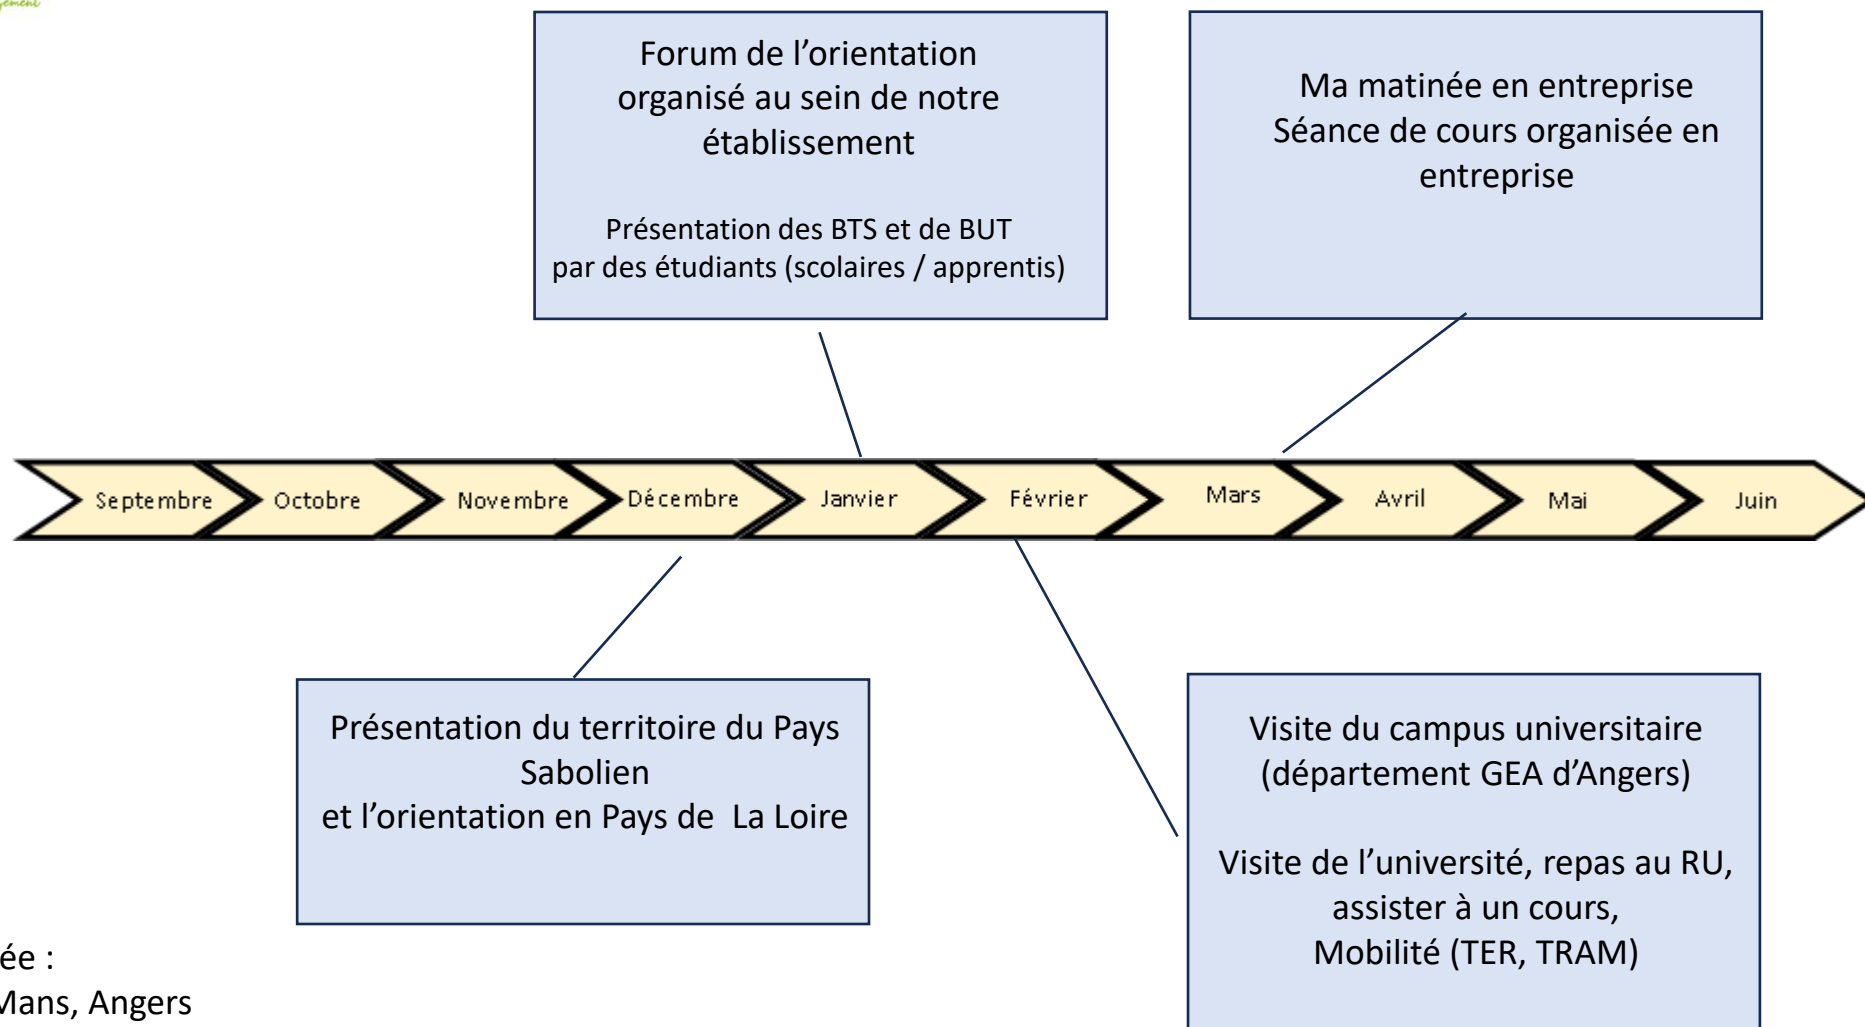 Forum de l’orientation
organisé au sein de notre
établissement
Présentation des BTS et de BUT
par des étudiants (scolaires / apprentis)
Ma matinée en entreprise
Séance de cours organisée en
entreprise
Septembre
Octobre
Novembre
Décembre
Janvier
Février
Mars
Avril
Mai
Juin
Présentation du territoire du Pays
Sabolien
et l’orientation en Pays de  La Loire
Visite du campus universitaire
(département GEA d’Angers)
Visite de l’université, repas au RU,
assister à un cours,
Mobilité (TER, TRAM)
ée :
Mans, Angers